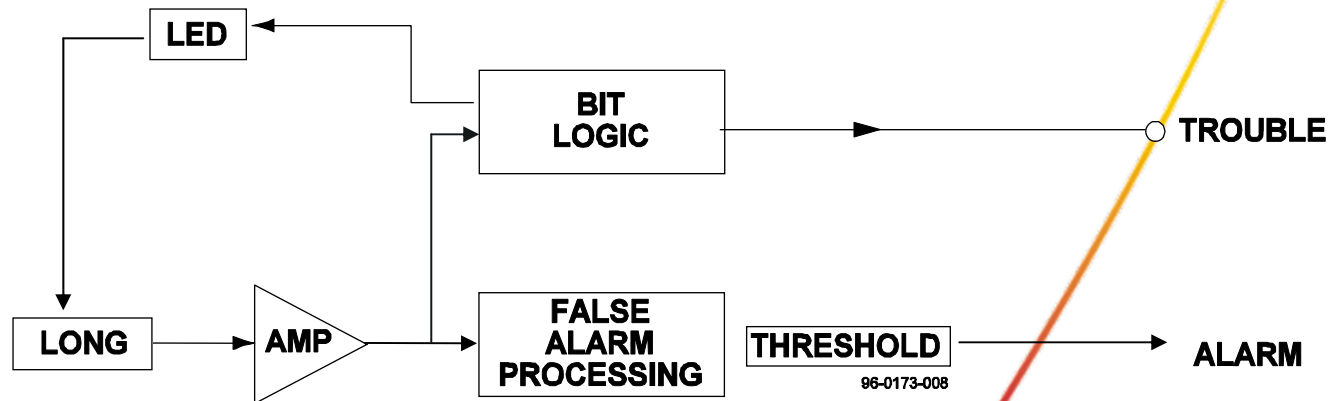 LED
BIT
LOGIC
TROUBLE
LONG
AMP
FALSE
ALARM
PROCESSING
THRESHOLD
96-0173-008
ALARM